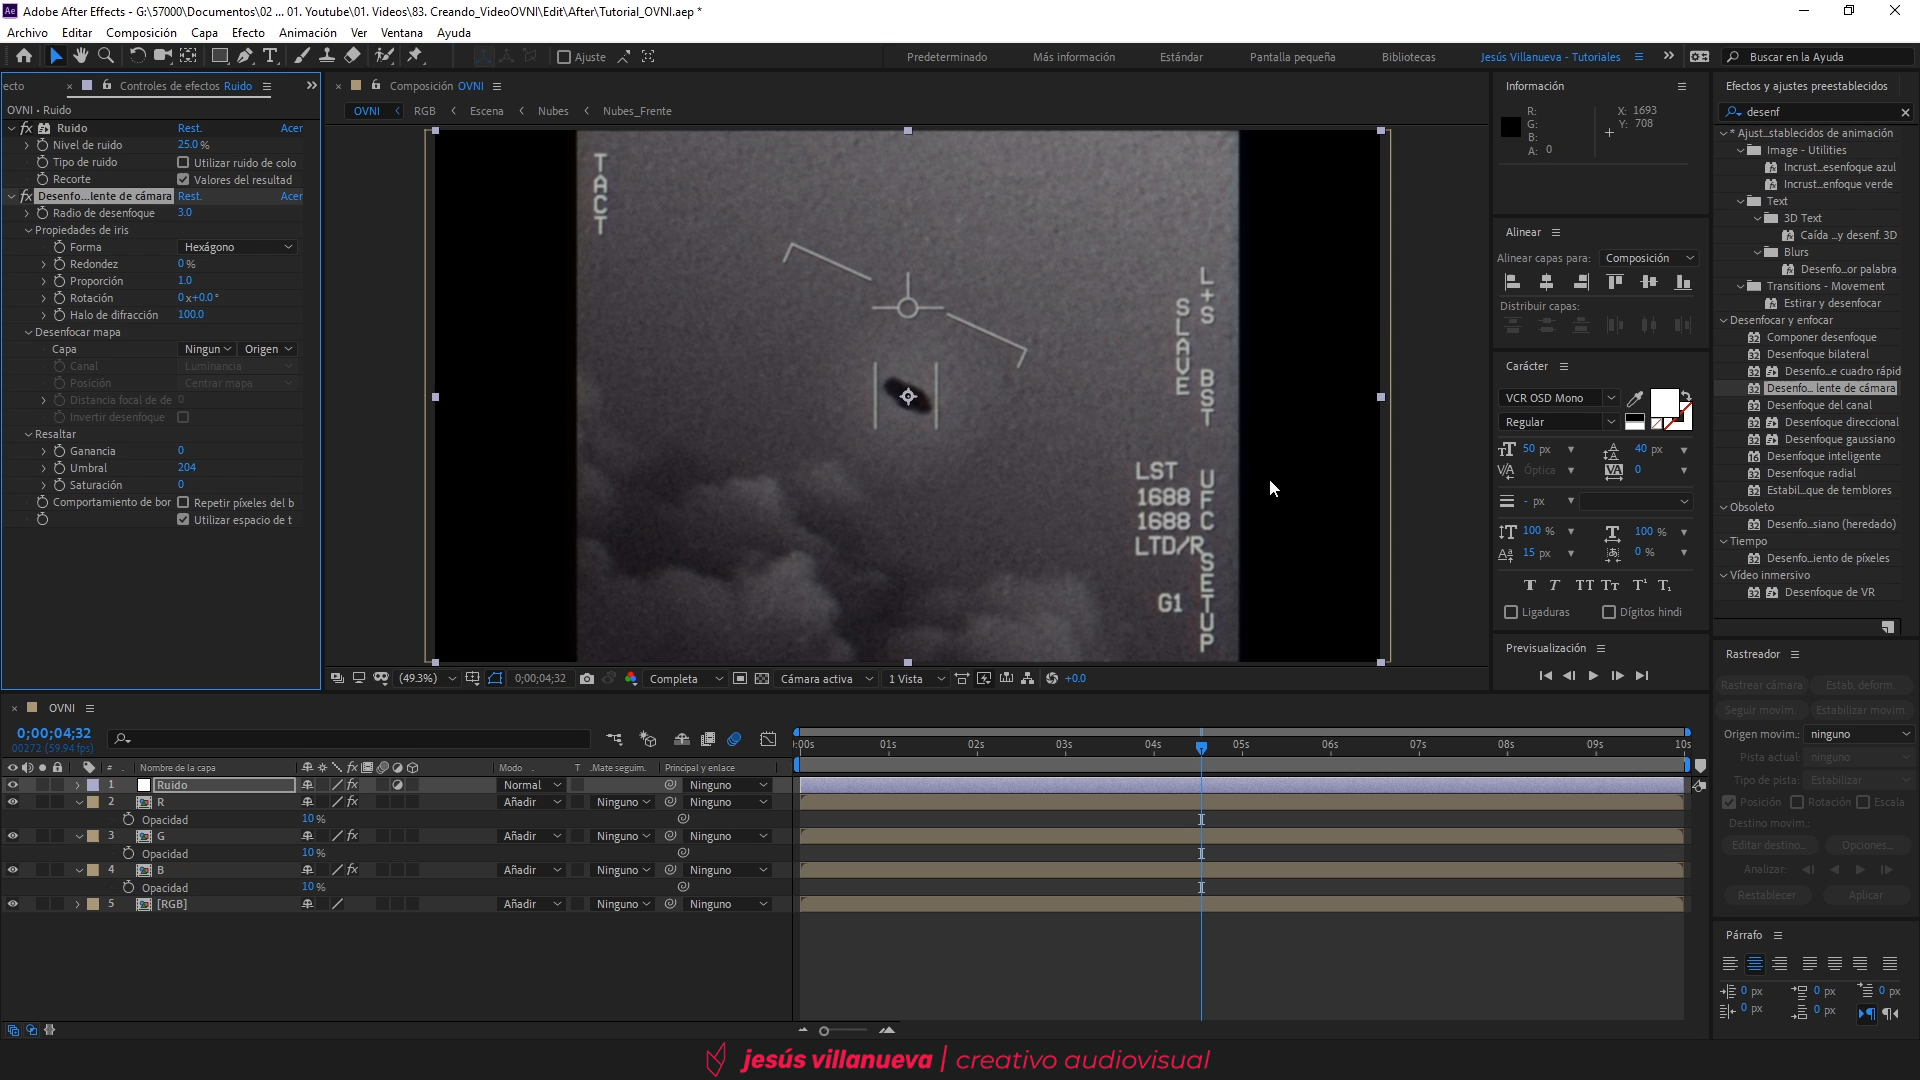 Adobe After Effects - G:\57000\Documentos\02 ... 01. Youtube\01. Videos\83. Creando_VideoOVNI\Edit\After\Tutorial_OVNI.aep *
Archivo Editar Composición Capa Efecto Animación Ver Ventana Ayuda
Ajuste
Predeterminado Más información Estándar Pantalla pequeña Bibliotecas Jesús Villanueva - Tutoriales
Buscar en la Ayuda
ecto × Controles de efectos Ruido
OVNI • Ruido
Ruido Rest. Acer
Nivel de ruido 25.0 %
Tipo de ruido Utilizar ruido de colo
Recorte Valores del resultad
Desenfo...lente de cámara Rest. Acer
Radio de desenfoque 3.0
Propiedades de iris
Forma Hexágono
Redondez 0 %
Proporción 1.0
Rotación 0 x+0.0 °
Halo de difracción 100.0
Desenfocar mapa
Capa Ningun Origen
Canal Luminancia
Posición Centrar mapa
Distancia focal de de 0
Invertir desenfoque
Resaltar
Ganancia 0
Umbral 204
Saturación 0
Comportamiento de bor Repetir píxeles del b
Utilizar espacio de t
× Composición OVNI
OVNI RGB Escena Nubes Nubes_Frente
TACT
L+S
SLAVE
BST
LST
1688
1688
LTD/R
UFC
SETUP
G1
(49.3%) 0;00;04;32 Completa Cámara activa 1 Vista +0.0
Información
R:
G:
B:
A: 0
X: 1693
Y: 708
Alinear
Alinear capas para: Composición
Distribuir capas:
Carácter
VCR OSD Mono
Regular
50 px 40 px
Óptica 0
- px
100 % 100 %
15 px 0 %
T T TT Tт T¹ T₁
Ligaduras Dígitos hindi
Previsualización
Efectos y ajustes preestablecidos
desenf
* Ajust...stablecidos de animación
Image - Utilities
Incrust...esenfoque azul
Incrust...enfoque verde
Text
3D Text
Caída ...y desenf. 3D
Blurs
Desenfo...or palabra
Transitions - Movement
Estirar y desenfocar
Desenfocar y enfocar
Componer desenfoque
Desenfoque bilateral
Desenfo...e cuadro rápid
Desenfo... lente de cámara
Desenfoque del canal
Desenfoque direccional
Desenfoque gaussiano
Desenfoque inteligente
Desenfoque radial
Estabil...que de temblores
Obsoleto
Desenfo...siano (heredado)
Tiempo
Desenfo...iento de píxeles
Vídeo inmersivo
Desenfoque de VR
Rastreador
Rastrear cámara Estab. deform.
Seguir movim. Estabilizar movim.
Origen movim.: ninguno
Pista actual: ninguno
Tipo de pista: Estabilizar
Posición Rotación Escala
Destino movim.:
Editar destino... Opciones...
Analizar:
Restablecer Aplicar
Párrafo
0 px 0 px 0 px
0 px 0 px
× OVNI
0;00;04;32
00272 (59.94 fps)
# Nombre de la capa Modo T .Mate seguim. Principal y enlace
:00s 01s 02s 03s 04s 05s 06s 07s 08s 09s 10s
1 Ruido Normal Ninguno
2 R Añadir Ninguno Ninguno
Opacidad 10 %
3 G Añadir Ninguno Ninguno
Opacidad 10 %
4 B Añadir Ninguno Ninguno
Opacidad 10 %
5 [RGB] Añadir Ninguno Ninguno
jesús villanueva | creativo audiovisual